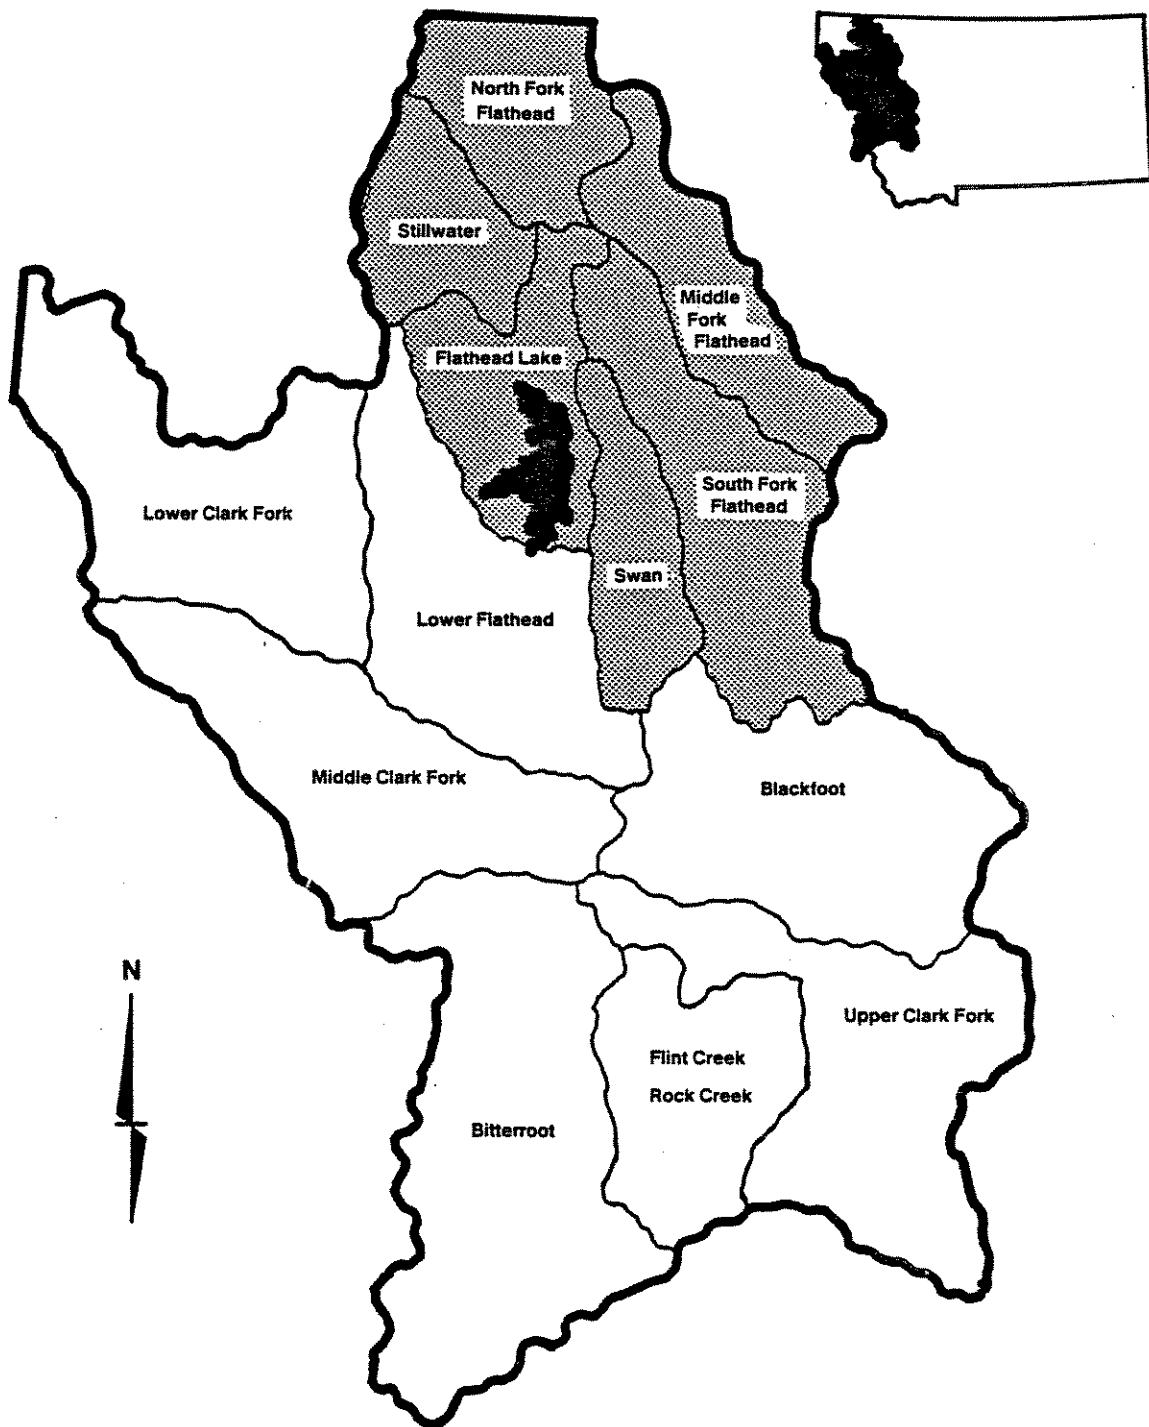 North Fork
Flathead
Stillwater
Middle
Fork
Flathead
Flathead Lake
South Fork
Flathead
Lower Clark Fork
Swan
Lower Flathead
Middle Clark Fork
Blackfoot
N
Upper Clark Fork
Flint Creek
Rock Creek
Bitterroot